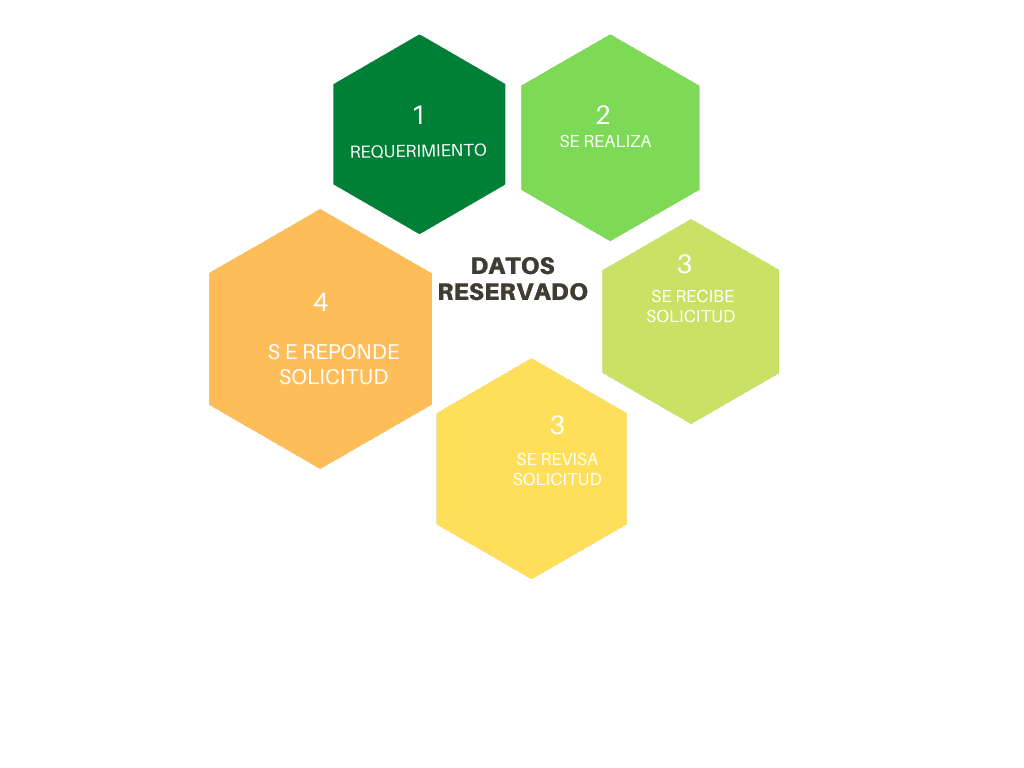 1
REQUERIMIENTO
2
SE REALIZA
DATOS
RESERVADO
3
SE RECIBE
SOLICITUD
4
S E REPONDE
SOLICITUD
3
SE REVISA
SOLICITUD